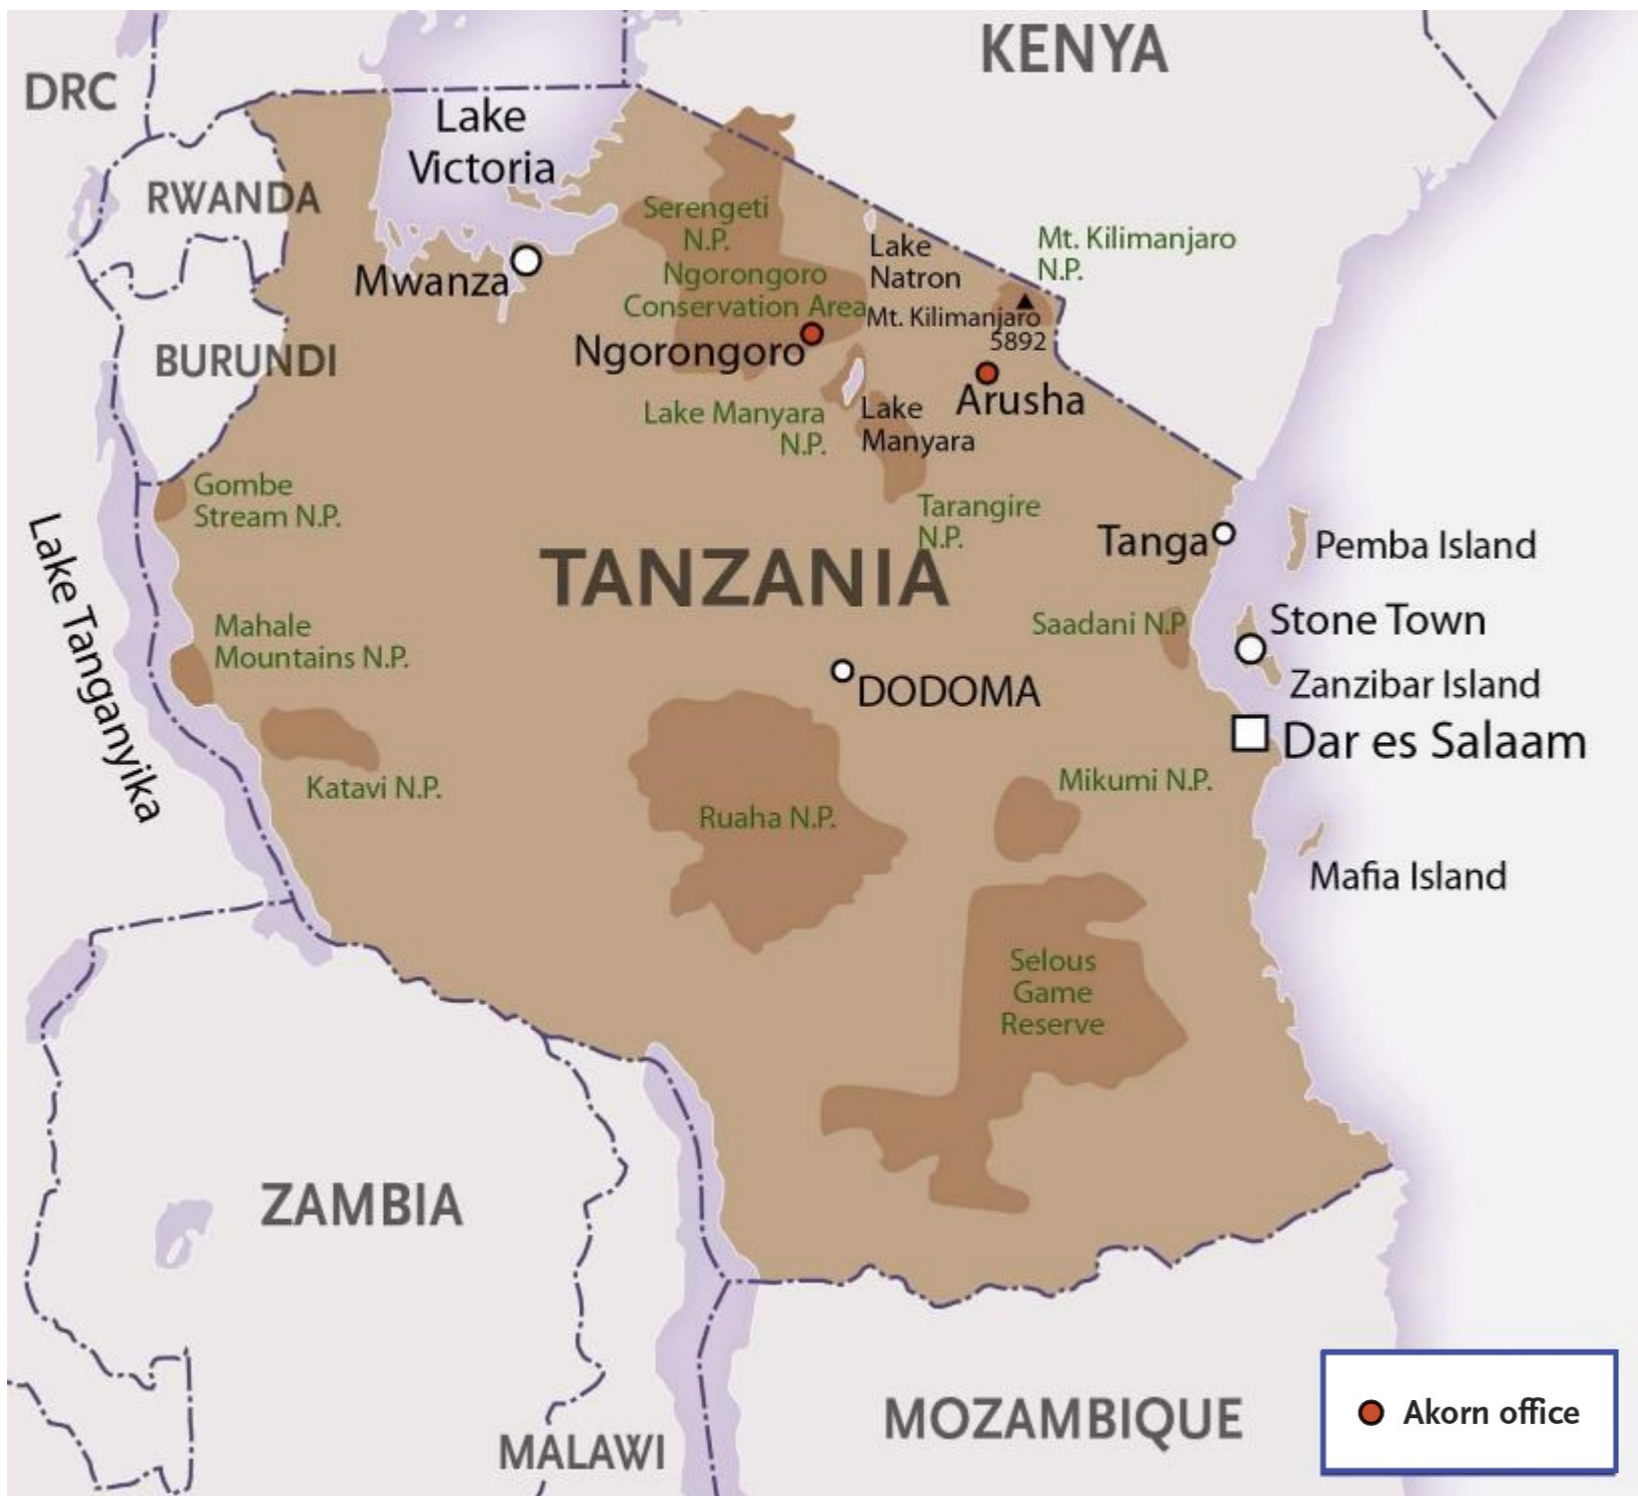 KENYA
DRC
Lake
Victoria
RWANDA
Serengeti
N.P.
Lake
Natron
Mt. Kilimanjaro
N.P.
Mwanza
Ngorongoro
Conservation Area
Mt. Kilimanjaro
5892
Ngorongoro
BURUNDI
Arusha
Lake Manyara
N.P.
Lake
Manyara
Gombe
Stream N.P.
Tarangire
N.P.
Lake Tanganyika
TANZANIA
Tanga
Pemba Island
Mahale
Mountains N.P.
Saadani N.P
Stone Town
DODOMA
Zanzibar Island
Dar es Salaam
Katavi N.P.
Mikumi N.P.
Ruaha N.P.
Mafia Island
Selous
Game
Reserve
ZAMBIA
MALAWI
MOZAMBIQUE
Akorn office